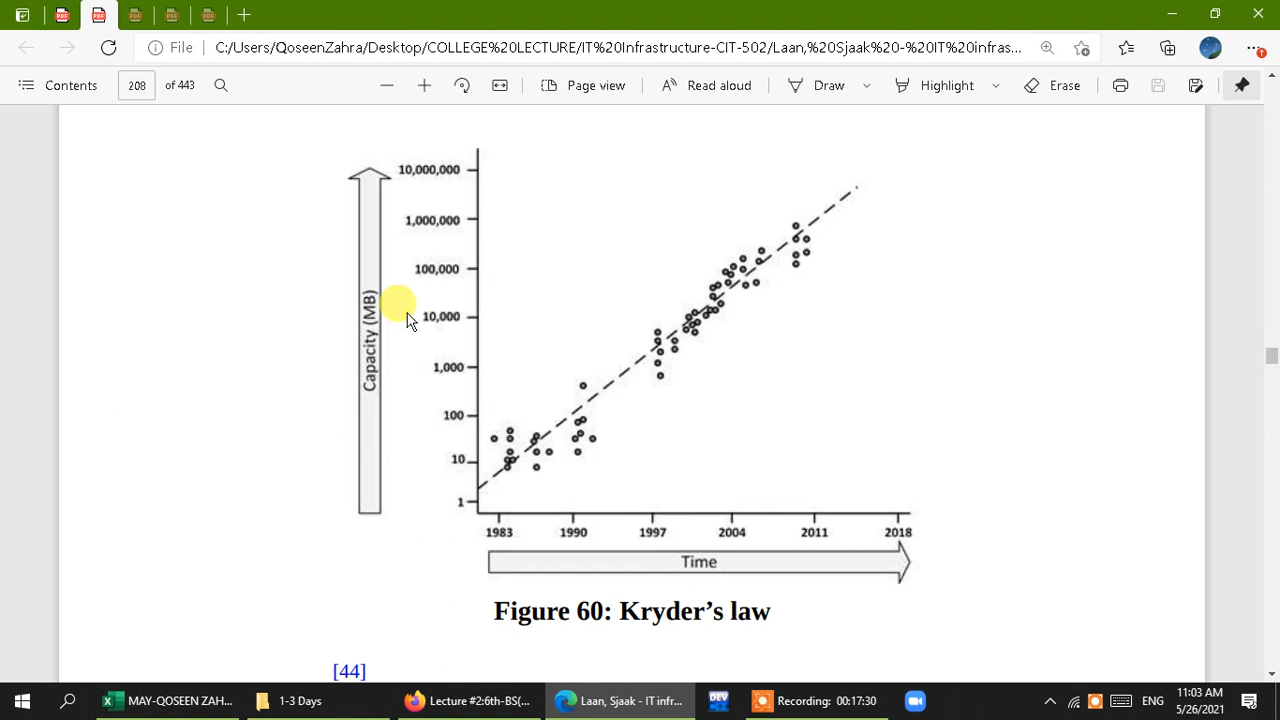 File
C:/Users/QoseenZahra/Desktop/COLLEGE%20LECTURE/IT%20Infrastructure-CIT-502/Laan,%20Sjaak%20-%20IT%20infras...
Contents
208 of 443
Page view
Read aloud
Draw
Highlight
Erase
Capacity (MB)
10,000,000
1,000,000
100,000
10,000
1,000
100
10
1
1983 1990 1997 2004 2011 2018
Time
Figure 60: Kryder's law
[44]
MAY-QOSEEN ZAH...
1-3 Days
Lecture #2:6th-BS(...
Laan, Sjaak - IT infra...
DEV
Recording: 00:17:30
ENG
11:03 AM
5/26/2021